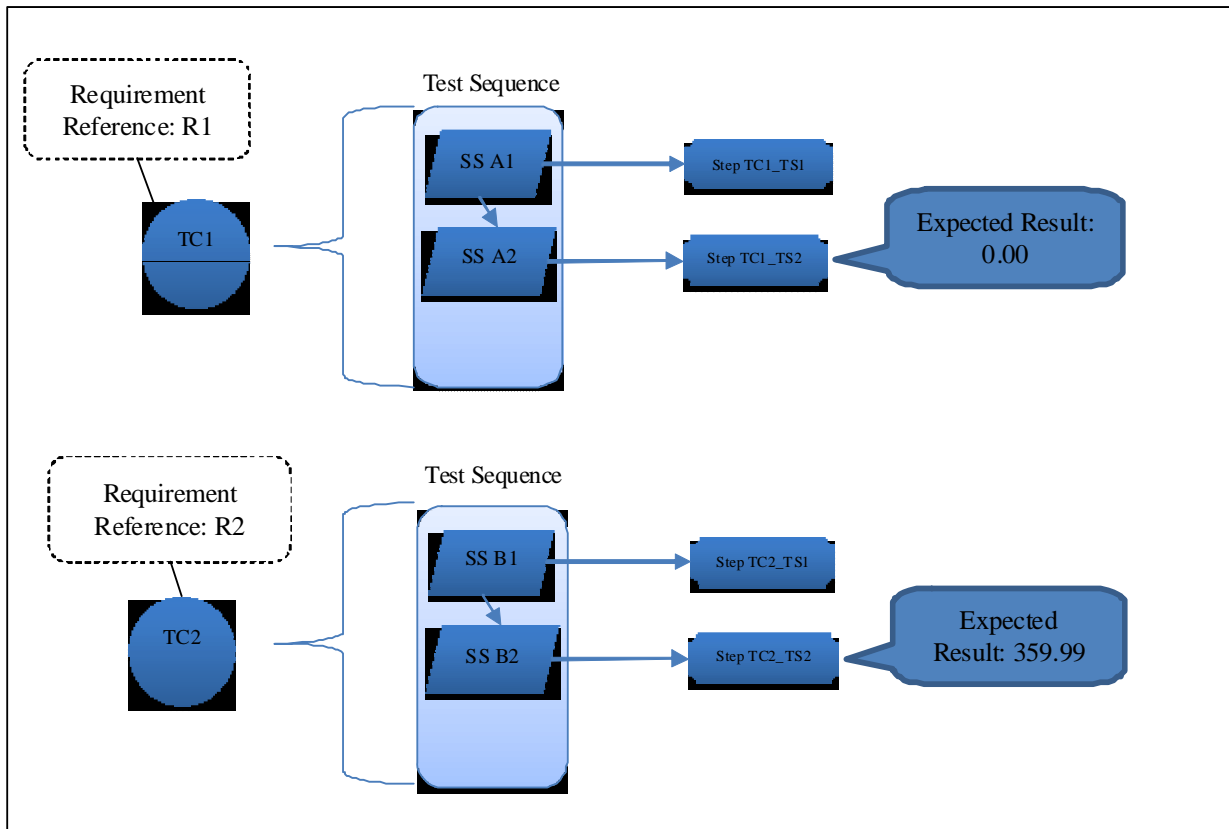 Requirement
Reference: R1
Test Sequence
SS A1
Step TC1_TS1
TC1
SS A2
Step TC1_TS2
Expected Result:
0.00
Requirement
Reference: R2
Test Sequence
SS B1
Step TC2_TS1
TC2
SS B2
Step TC2_TS2
Expected
Result: 359.99